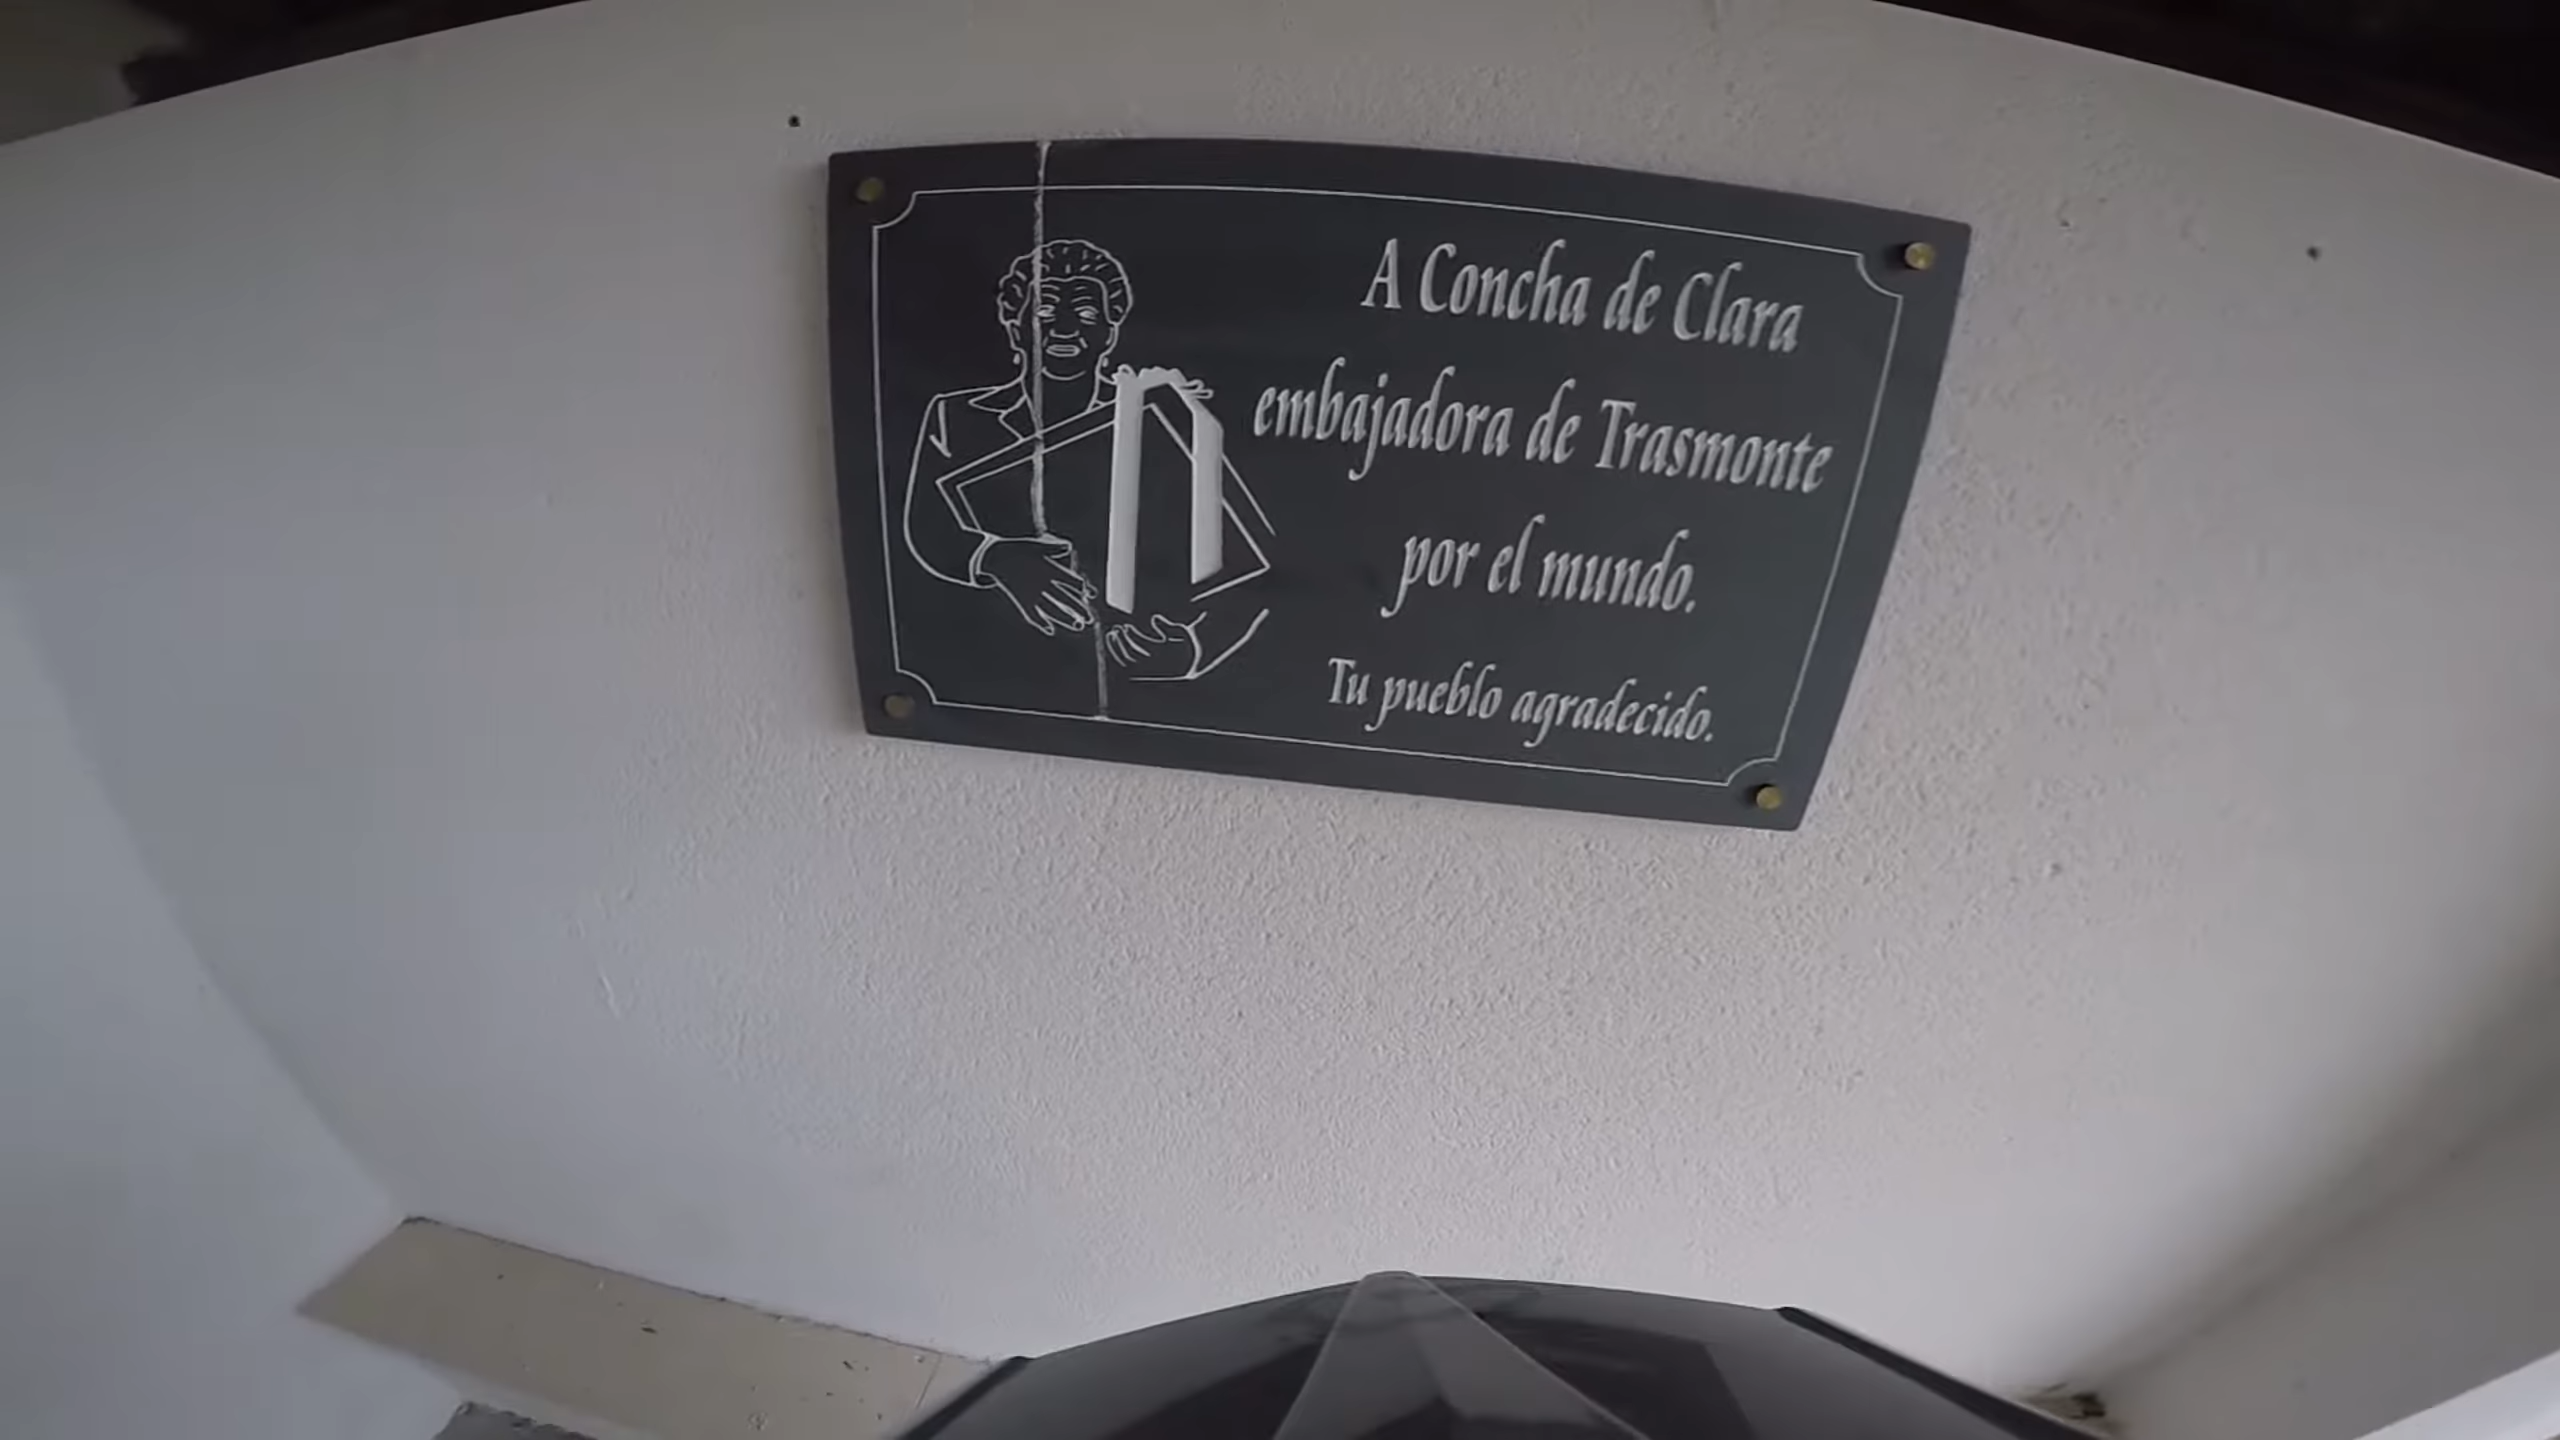 A Concha de Clara
embajadora de Trasmonte
por el mundo.
Tu pueblo agradecido.